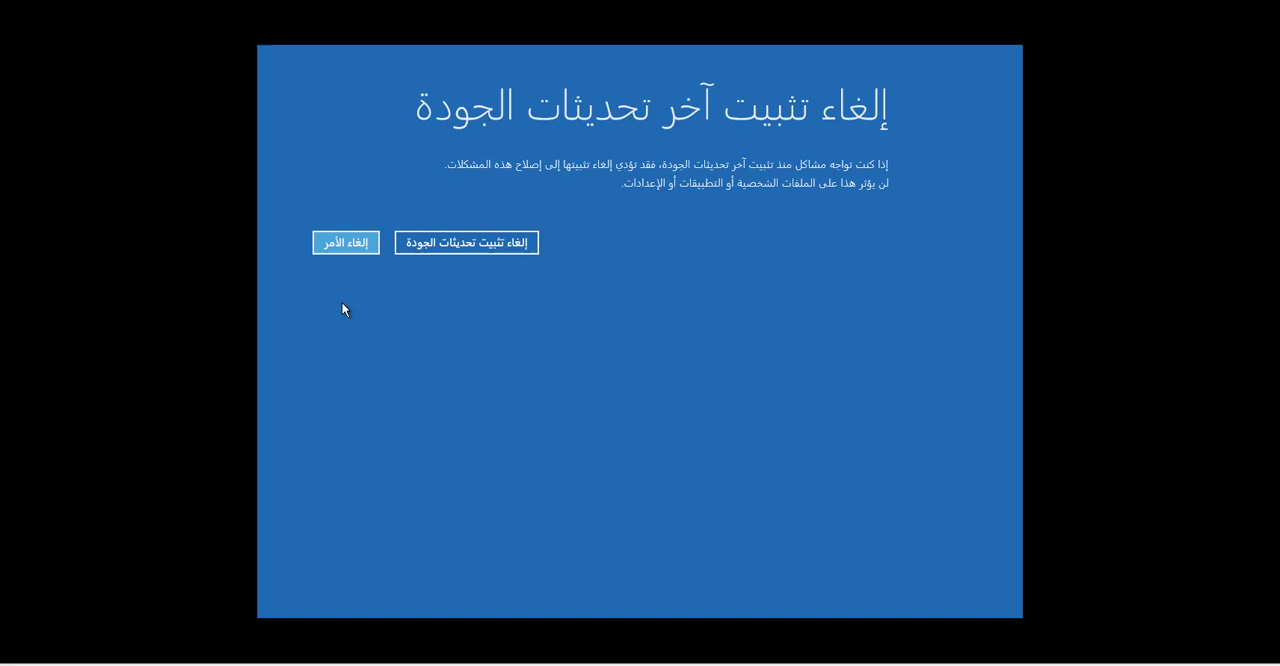 إلغاء تثبيت آخر تحديثات الجودة
إذا كنت تواجه مشاكل منذ تثبيت آخر تحديثات الجودة، فقد تؤدي إلغاء تثبيتها إلى إصلاح هذه المشكلات.
لن يؤثر هذا على الملفات الشخصية أو التطبيقات أو الإعدادات.
إلغاء تثبيت تحديثات الجودة
إلغاء الأمر